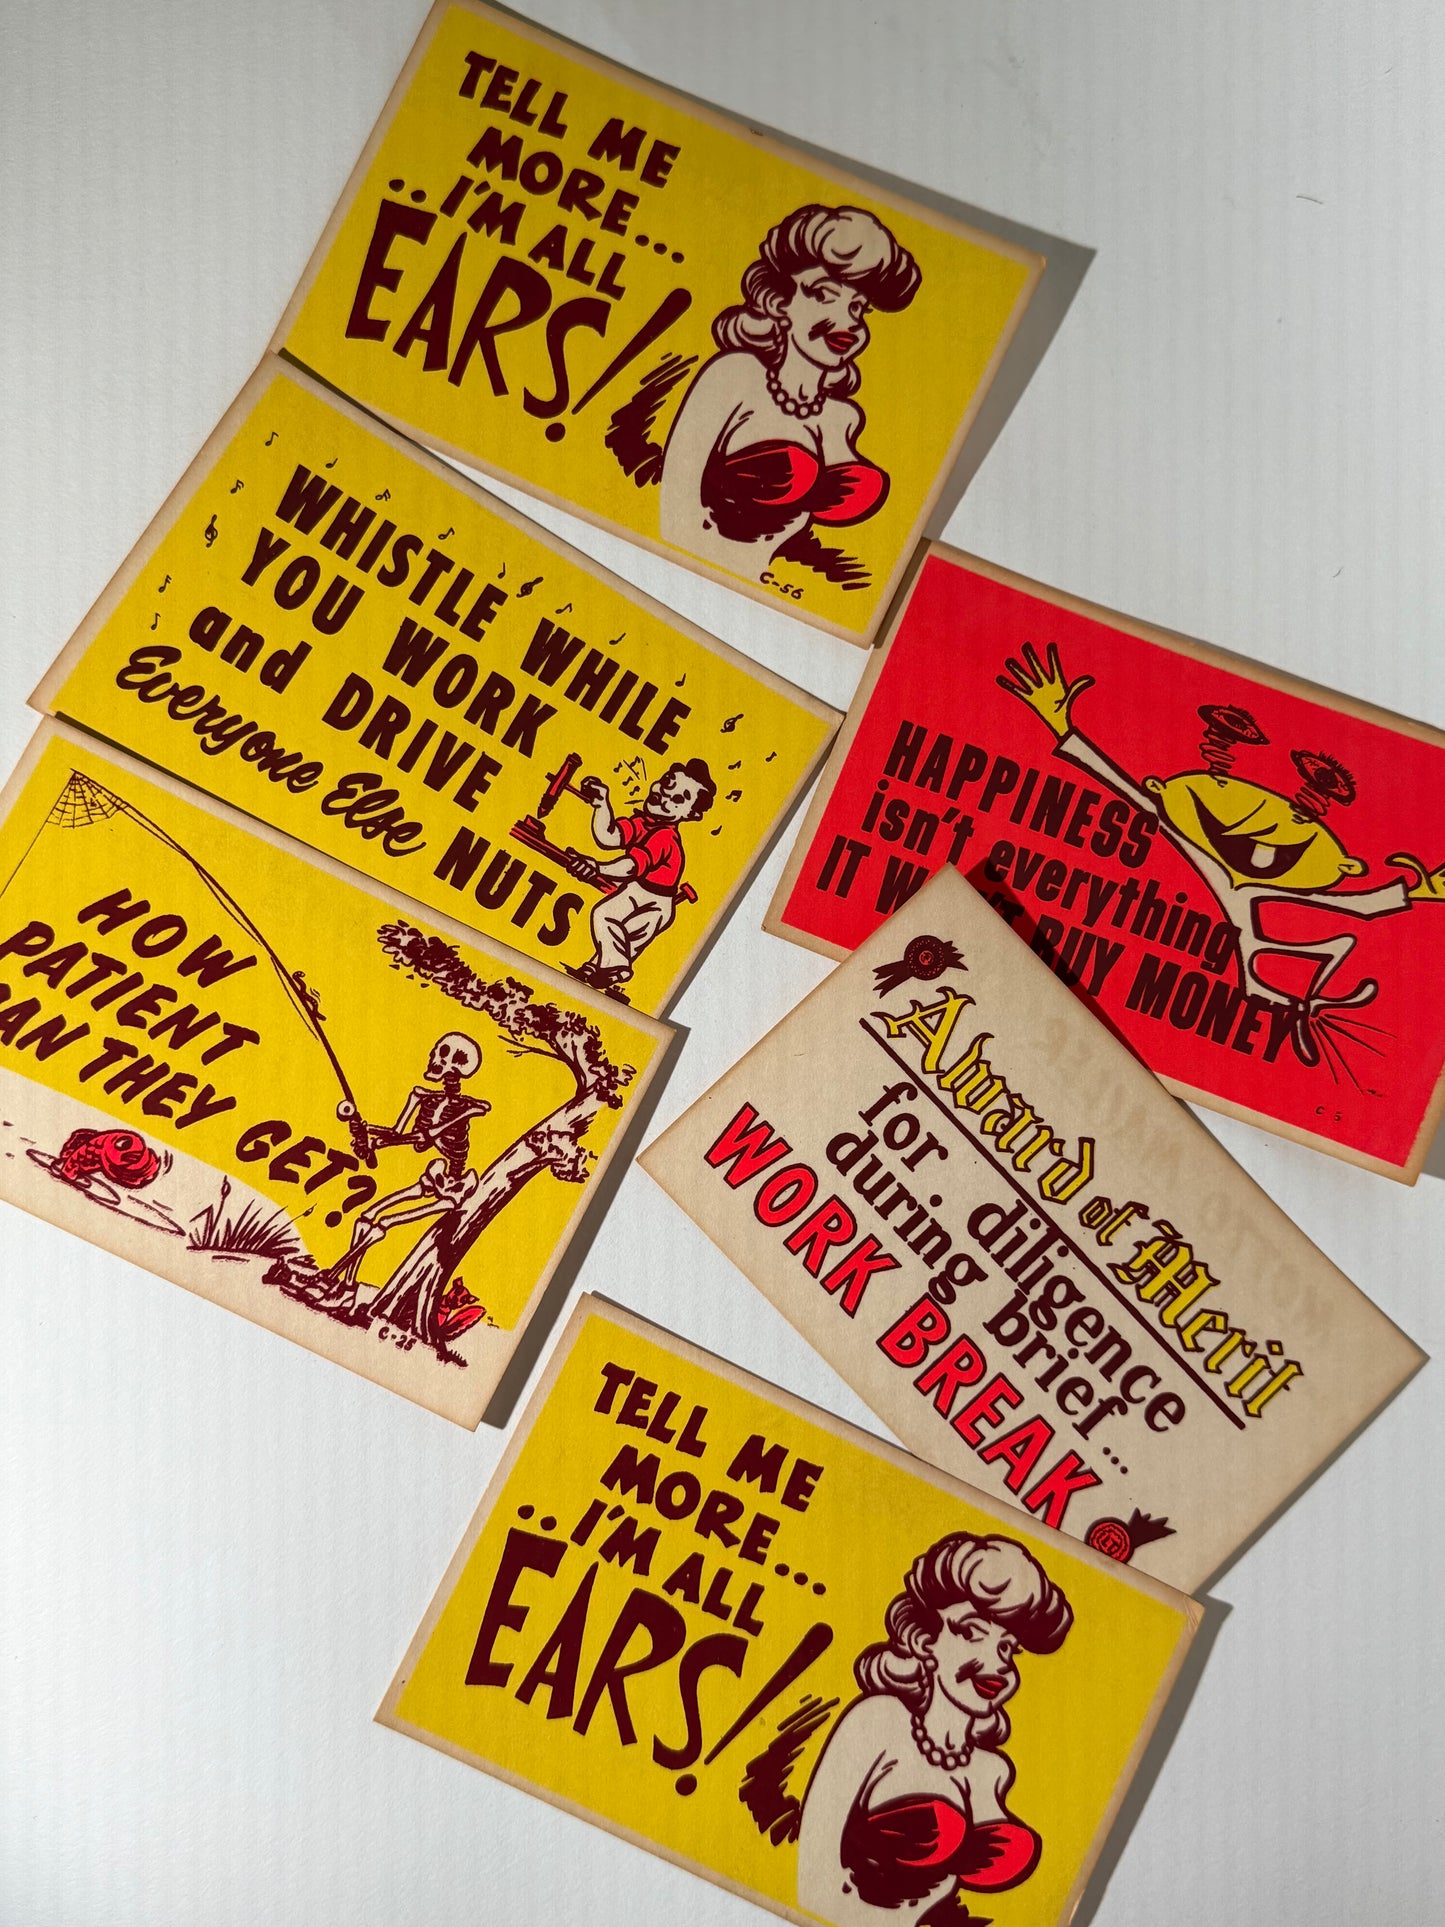 TELL ME
MORE...
..I'M ALL
EARS!
C-56
WHISTLE WHILE
YOU WORK
and DRIVE
Everyone Else NUTS
HAPPINESS
isn't everything
IT BUY MONEY
C 5
HOW
PATIENT
THEY GET?
C-25
Award of Merit
for diligence
during brief...
WORK BREAK
TELL ME
MORE...
..I'M ALL
EARS!